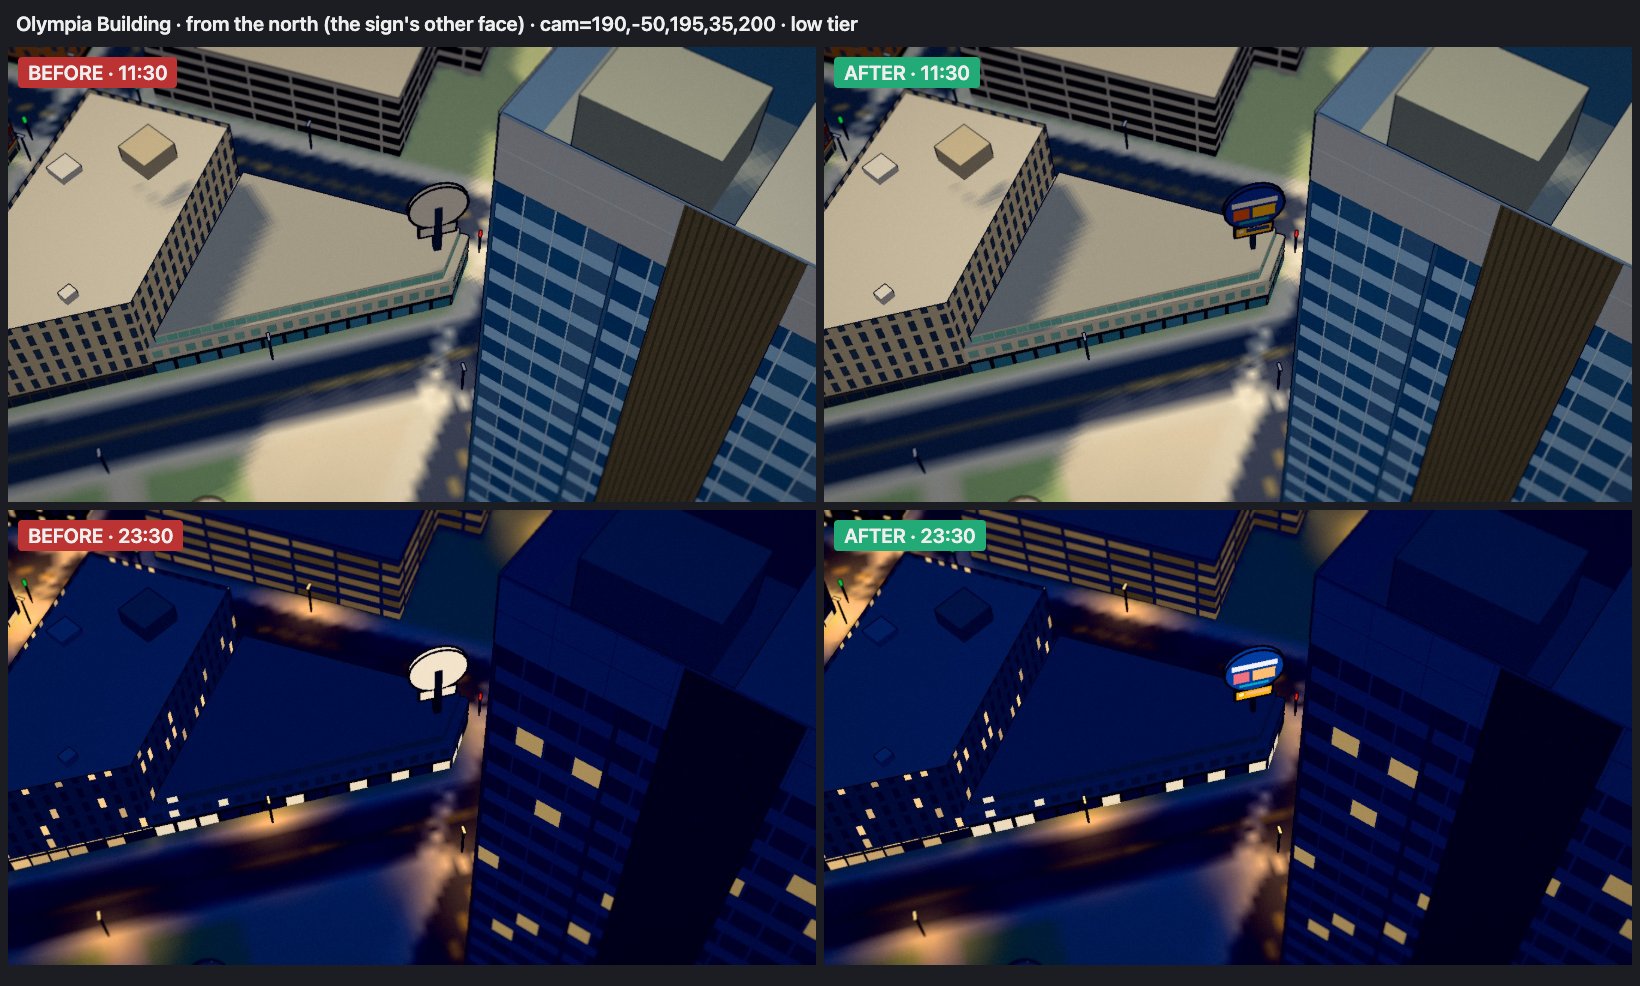 Olympia Building · from the north (the sign's other face) · cam=190,-50,195,35,200 · low tier
BEFORE · 11:30
AFTER · 11:30
BEFORE · 23:30
AFTER · 23:30